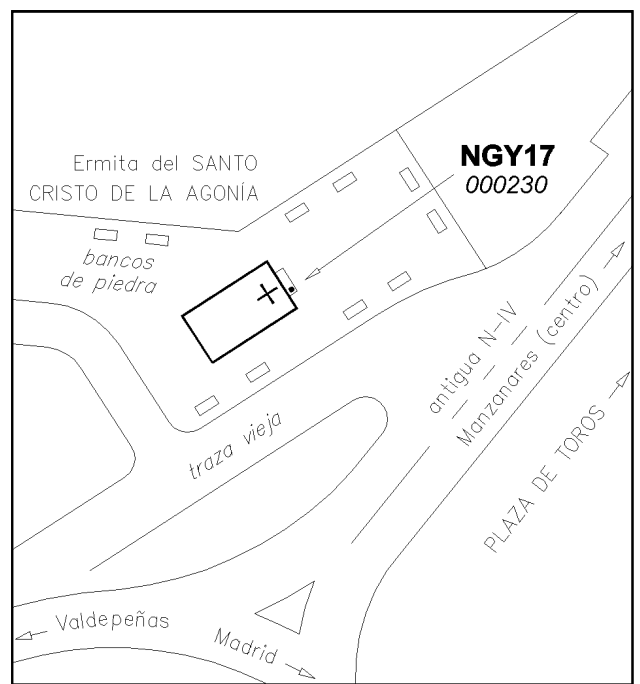 NGY17
000230
Ermita del SANTO
CRISTO DE LA AGONÍA
bancos
de piedra
antigua N-IV
Manzanares (centro)
traza vieja
PLAZA DE TOROS
Valdepeñas
Madrid